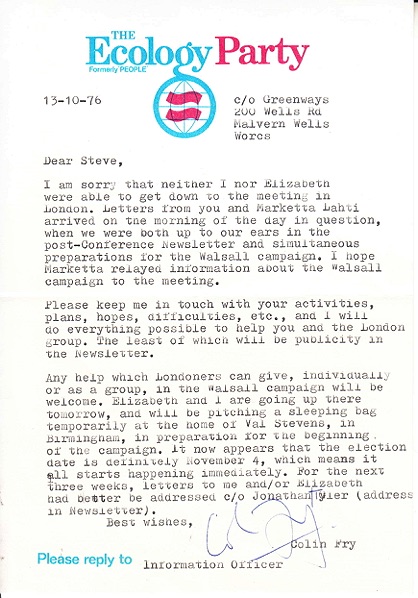 THE
Ecology Party
Formerly PEOPLE
13-10-76
c/o Greenways
200 Wells Rd
Malvern Wells
Worcs
Dear Steve,
I am sorry that neither I nor Elizabeth
were able to get down to the meeting in
London. Letters from you and Marketta Lahti
arrived on the morning of the day in question,
when we were both up to our ears in the
post-Conference Newsletter and simultaneous
preparations for the Walsall campaign. I hope
Marketta relayed information about the Walsall
campaign to the meeting.
Please keep me in touch with your activities,
plans, hopes, difficulties, etc., and I will
do everything possible to help you and the London
group. The least of which will be publicity in
the Newsletter.
Any help which Londoners can give, individually
or as a group, in the Walsall campaign will be
welcome. Elizabeth and I are going up there
tomorrow, and will be pitching a sleeping bag
temporarily at the home of Val Stevens, in
Birmingham, in preparation for the beginning
of the campaign. It now appears that the election
date is definitely November 4, which means it
all starts happening immediately. For the next
three weeks, letters to me and/or Elizabeth
had better be addressed c/o Jonathan Tyler (address
in Newsletter).
Best wishes,
Colin Fry
Please reply to
Information Officer